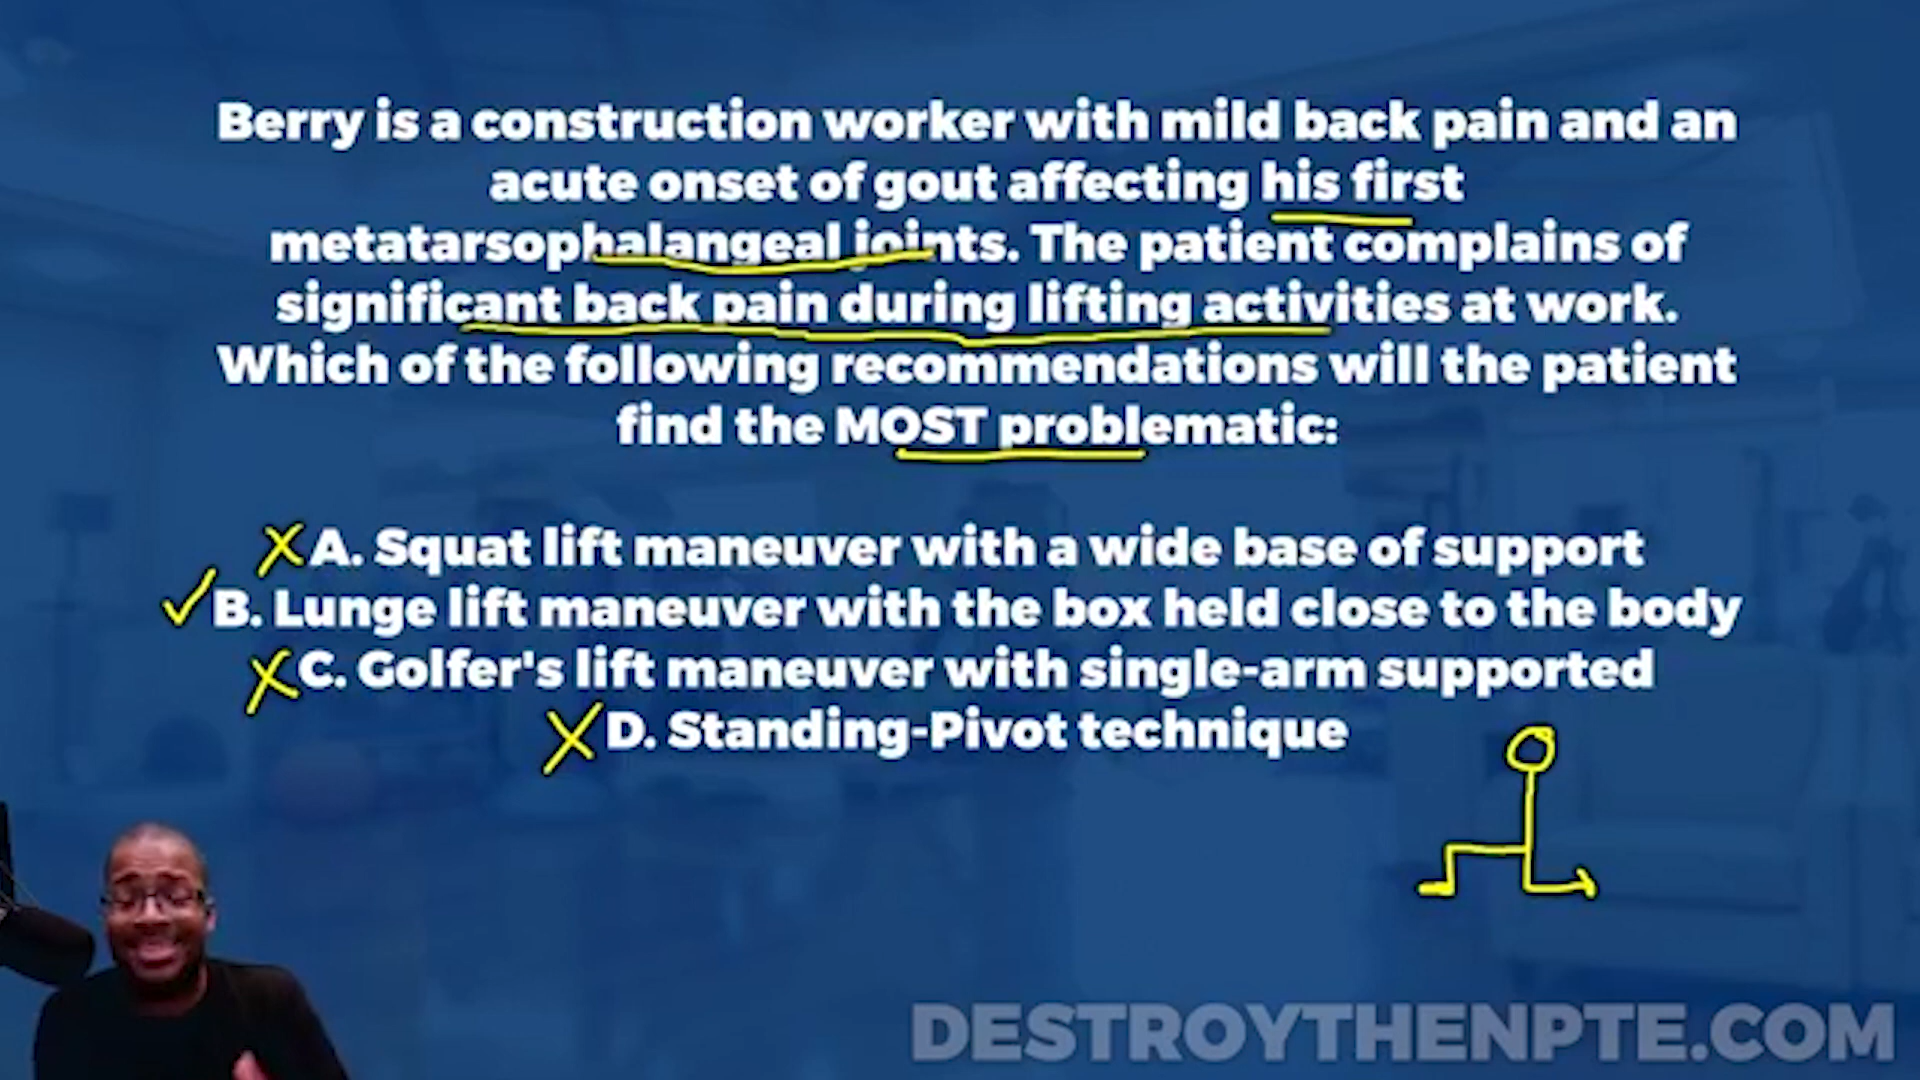 Berry is a construction worker with mild back pain and an
acute onset of gout affecting his first
metatarsophalangeal joints. The patient complains of
significant back pain during lifting activities at work.
Which of the following recommendations will the patient
find the MOST problematic:
A. Squat lift maneuver with a wide base of support
B. Lunge lift maneuver with the box held close to the body
C. Golfer's lift maneuver with single-arm supported
D. Standing-Pivot technique
DESTROYTHENPTE.COM